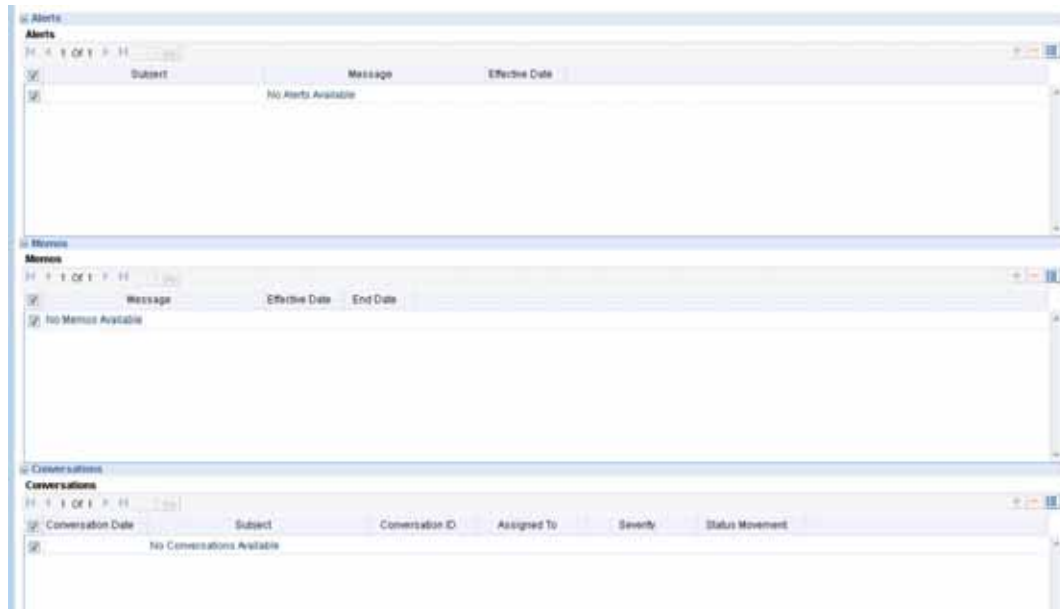 Alerts
Alerts
1 Of 1
Subject Message Effective Date
No Alerts Available
Memos
Memos
1 Of 1
Message Effective Date End Date
No Memos Available
Conversations
Conversations
1 Of 1
Conversation Date Subject Conversation ID Assigned To Severity Status Movement
No Conversations Available